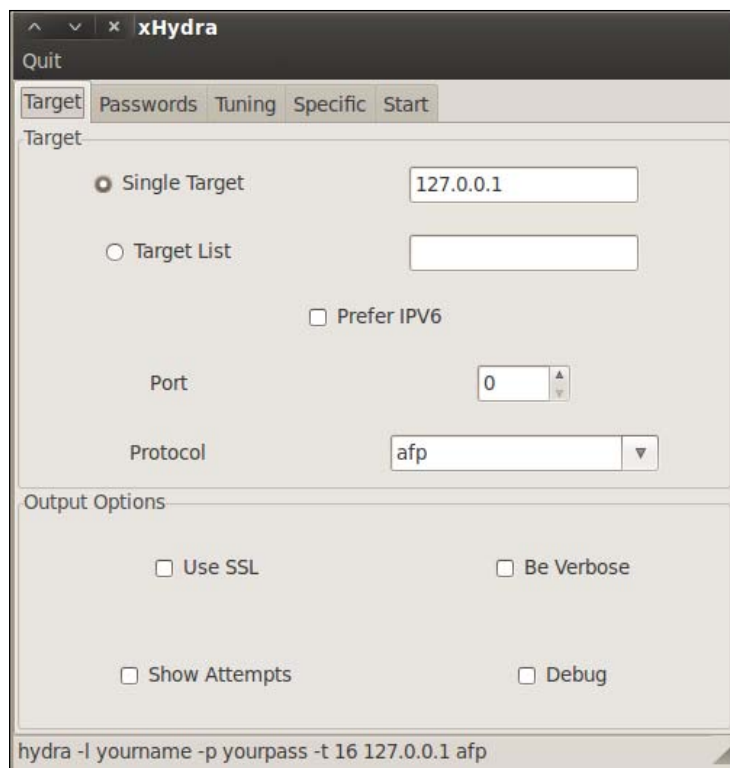 xHydra
Quit
Target Passwords Tuning Specific Start
Target
Single Target 127.0.0.1
Target List
Prefer IPV6
Port 0
Protocol afp
Output Options
Use SSL Be Verbose
Show Attempts Debug
hydra -l yourname -p yourpass -t 16 127.0.0.1 afp